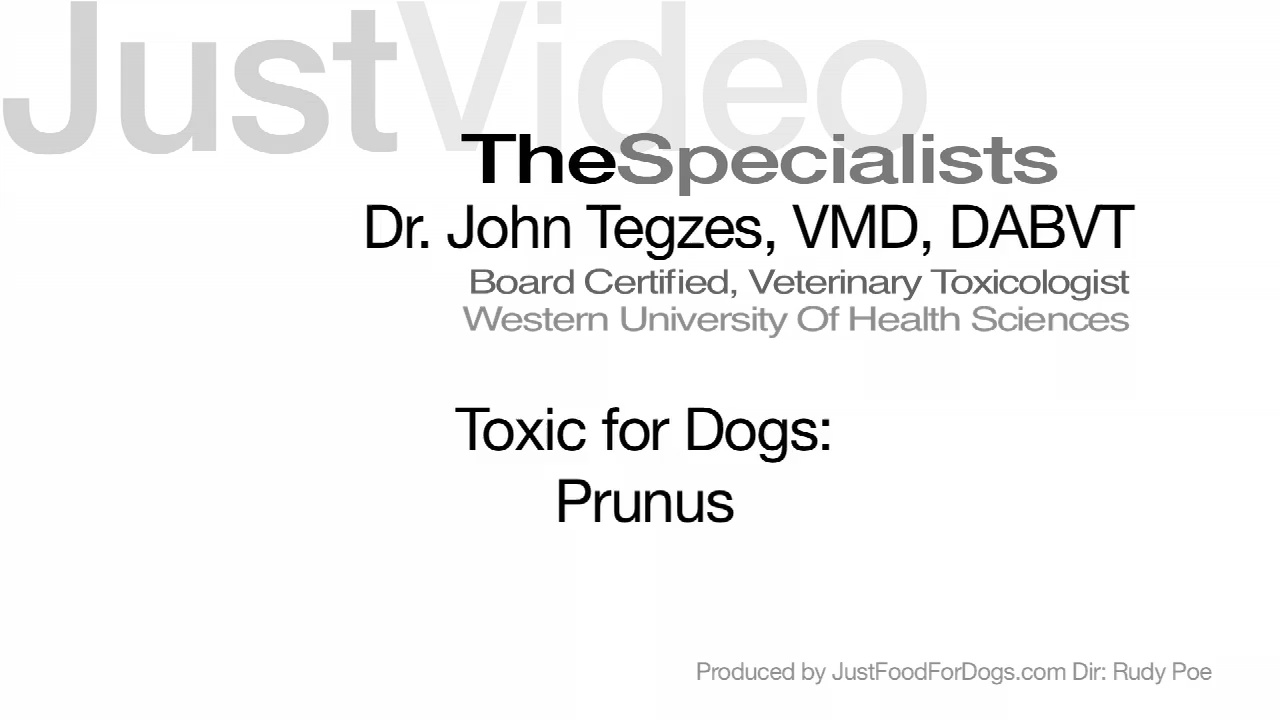 JustVideo
TheSpecialists
Dr. John Tegzes, VMD, DABVT
Board Certified, Veterinary Toxicologist
Western University Of Health Sciences
Toxic for Dogs:
Prunus
Produced by JustFoodForDogs.com Dir: Rudy Poe